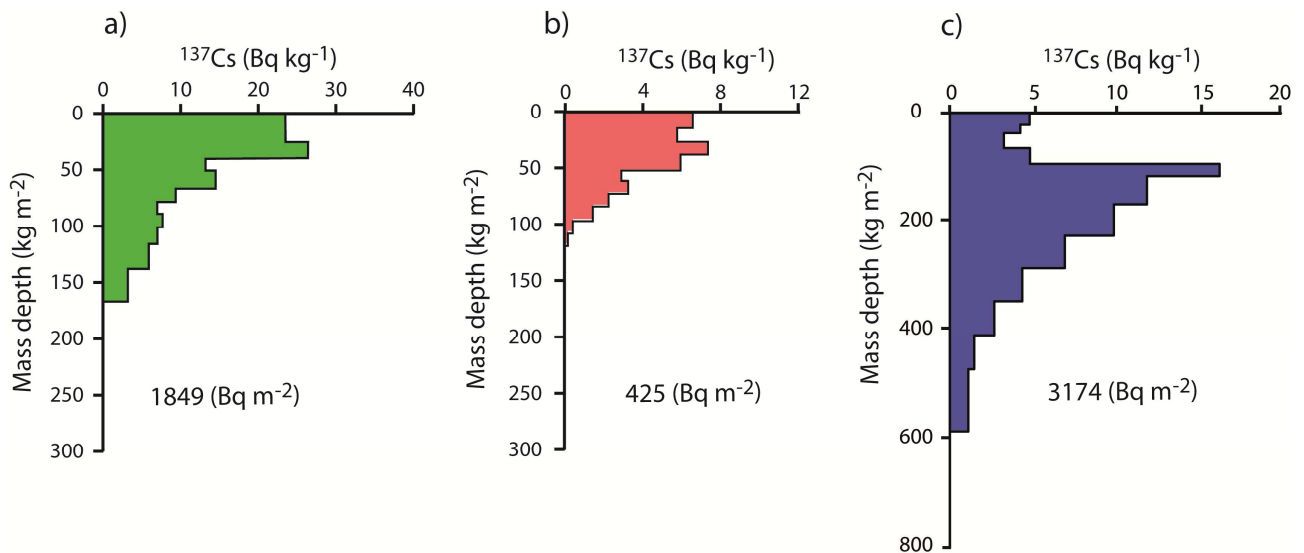 a)
137Cs (Bq kg-1)
0 10 20 30 40
0
50
100
150
200
250
300
Mass depth (kg m-2)
1849 (Bq m-2)
b)
137Cs (Bq kg-1)
0 4 8 12
0
50
100
150
200
250
300
Mass depth (kg m-2)
425 (Bq m-2)
c)
137Cs (Bq kg-1)
0 5 10 15 20
0
200
400
600
800
Mass depth (kg m-2)
3174 (Bq m-2)